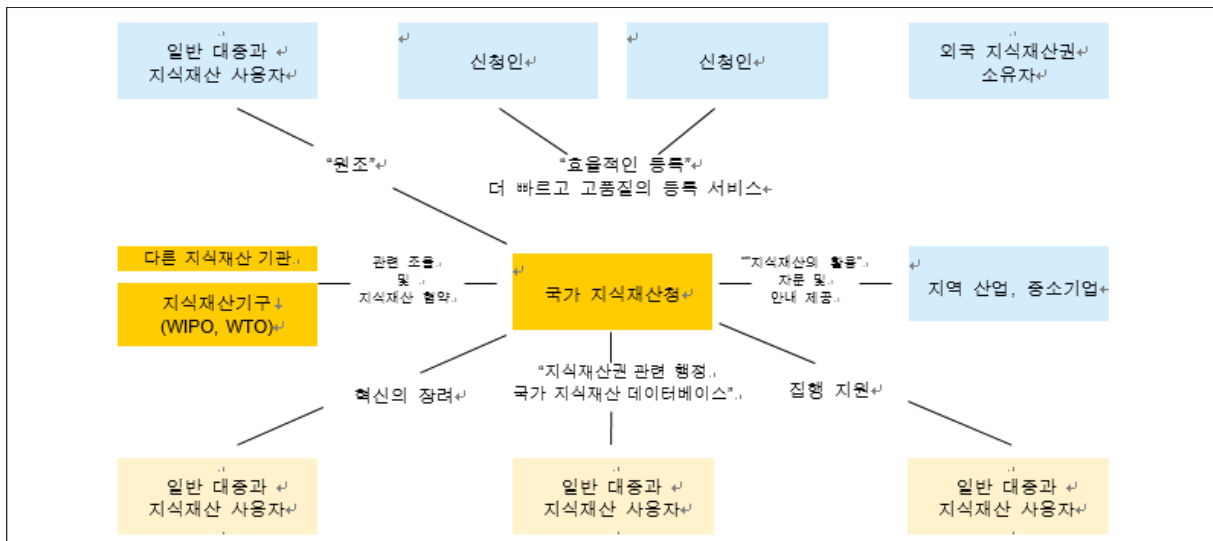 일반 대중과
지식재산 사용자
신청인
신청인
외국 지식재산권
소유자
“원조”
“효율적인 등록”
더 빠르고 고품질의 등록 서비스
다른 지식재산 기관
지식재산기구
(WIPO, WTO)
관련 조율
및
지식재산 협약
국가 지식재산청
““지식재산의 활용”
자문 및
안내 제공
지역 산업, 중소기업
혁신의 장려
“지식재산권 관련 행정
국가 지식재산 데이터베이스”
집행 지원
일반 대중과
지식재산 사용자
일반 대중과
지식재산 사용자
일반 대중과
지식재산 사용자